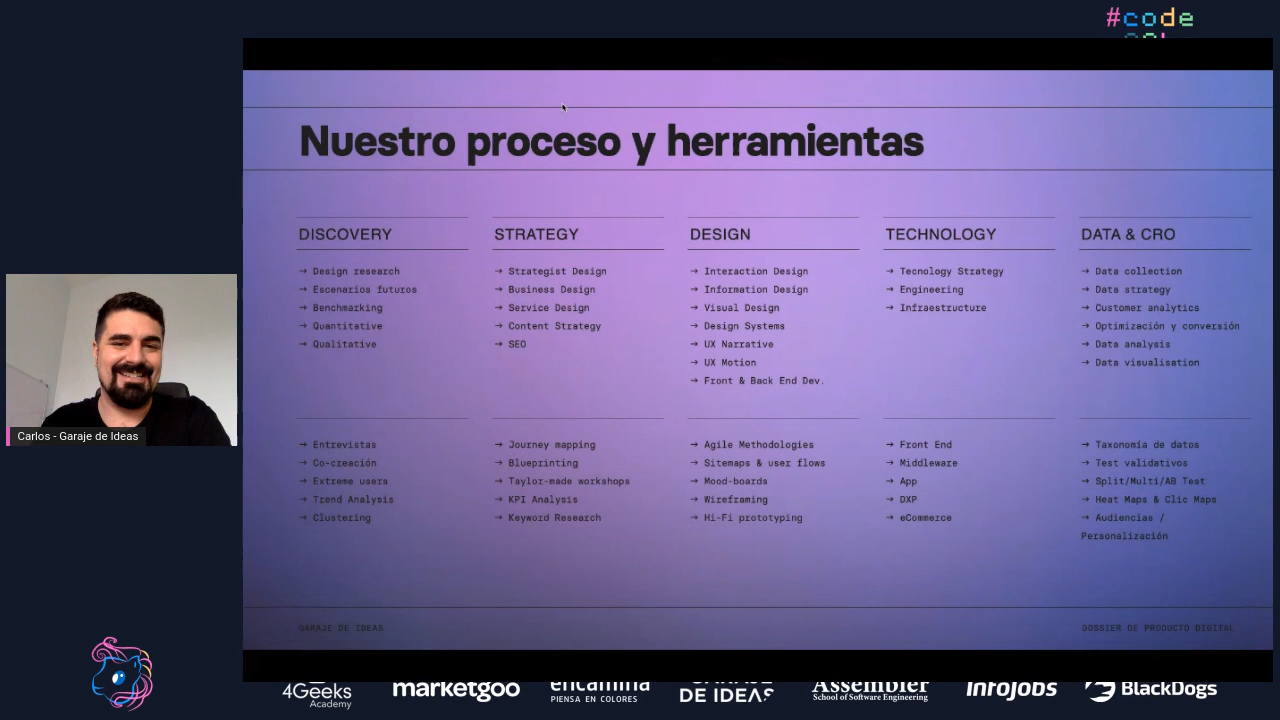 #code
Nuestro proceso y herramientas
DISCOVERY
→ Design research
→ Escenarios futuros
→ Benchmarking
→ Quantitative
→ Qualitative
→ Entrevistas
→ Co-creación
→ Extreme users
→ Trend Analysis
→ Clustering
STRATEGY
→ Strategist Design
→ Business Design
→ Service Design
→ Content Strategy
→ SEO
→ Journey mapping
→ Blueprinting
→ Taylor-made workshops
→ KPI Analysis
→ Keyword Research
DESIGN
→ Interaction Design
→ Information Design
→ Visual Design
→ Design Systems
→ UX Narrative
→ UX Motion
→ Front & Back End Dev.
→ Agile Methodologies
→ Sitemaps & user flows
→ Mood-boards
→ Wireframing
→ Hi-Fi prototyping
TECHNOLOGY
→ Tecnology Strategy
→ Engineering
→ Infraestructure
→ Front End
→ Middleware
→ App
→ DXP
→ eCommerce
DATA & CRO
→ Data collection
→ Data strategy
→ Customer analytics
→ Optimización y conversión
→ Data analysis
→ Data visualisation
→ Taxonomía de datos
→ Test validativos
→ Split/Multi/AB Test
→ Heat Maps & Clic Maps
→ Audiencias /
Personalización
GARAJE DE IDEAS
DOSSIER DE PRODUCTO DIGITAL
Carlos - Garaje de Ideas
4Geeks
Academy
marketgoo
encamina
PIENSA EN COLORES
GARAJE
DE IDEAS
Assembler
School of Software Engineering
InfoJobs
BlackDogs